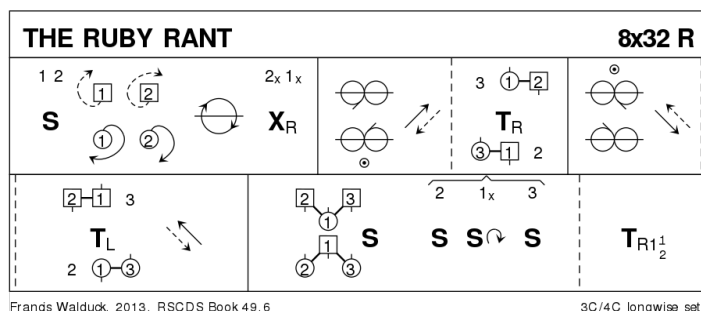 THE RUBY RANT 8x32 R
1 2 2x 1x
1 2 3 1 2
S XR TR
1 2 3 1 2
2 1 3 2 3 2 1x 3
1
TL 1 S S S S TR1½
2 1 3 2 3
Francis Walduck, 2013, RSCDS Book 49.6 3C/4C longwise set